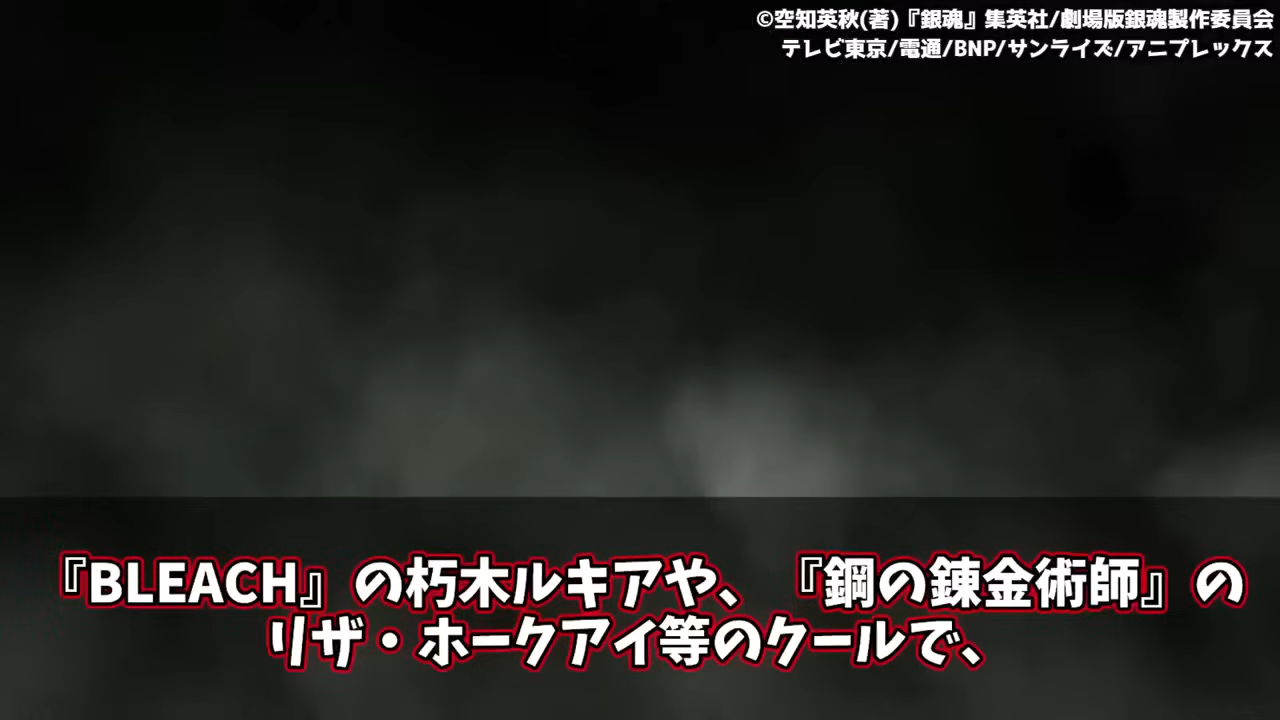 ©空知英秋(著)『銀魂』集英社/劇場版銀魂製作委員会
テレビ東京/電通/BNP/サンライズ/アニプレックス
『BLEACH』の朽木ルキアや、『鋼の錬金術師』の
リザ・ホークアイ等のクールで、